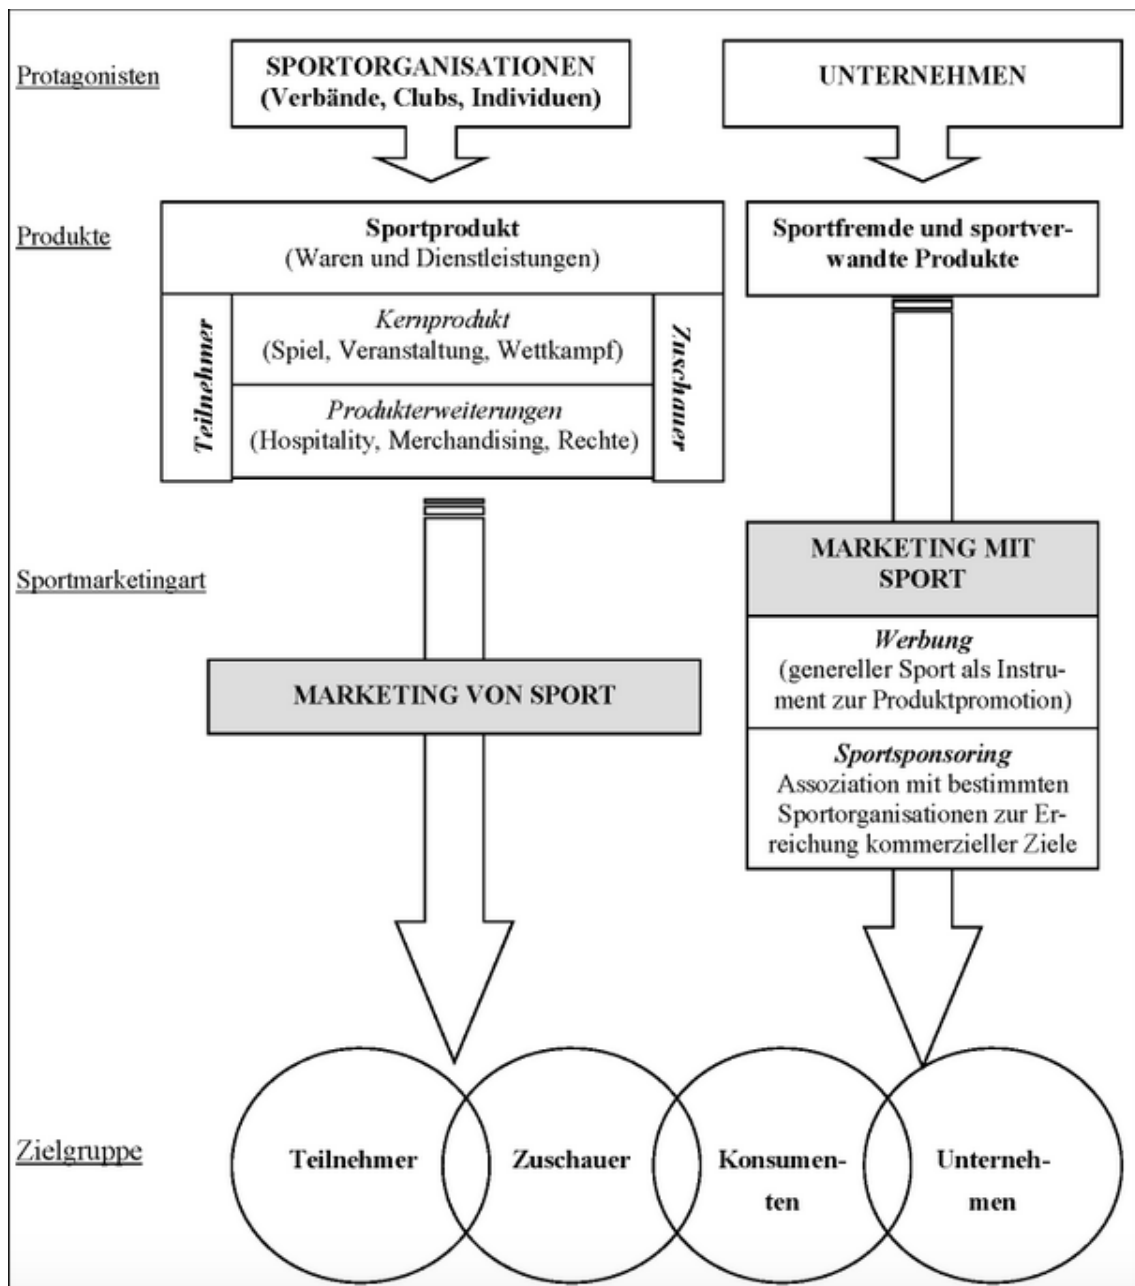 Protagonisten
SPORTORGANISATIONEN
(Verbände, Clubs, Individuen)
UNTERNEHMEN
Produkte
Sportprodukt
(Waren und Dienstleistungen)
Teilnehmer
Kernprodukt
(Spiel, Veranstaltung, Wettkampf)
Produkterweiterungen
(Hospitality, Merchandising, Rechte)
Zuschauer
Sportfremde und sportver-
wandte Produkte
Sportmarketingart
MARKETING VON SPORT
MARKETING MIT
SPORT
Werbung
(genereller Sport als Instru-
ment zur Produktpromotion)
Sportsponsoring
Assoziation mit bestimmten
Sportorganisationen zur Er-
reichung kommerzieller Ziele
Zielgruppe
Teilnehmer
Zuschauer
Konsumen-
ten
Unterneh-
men